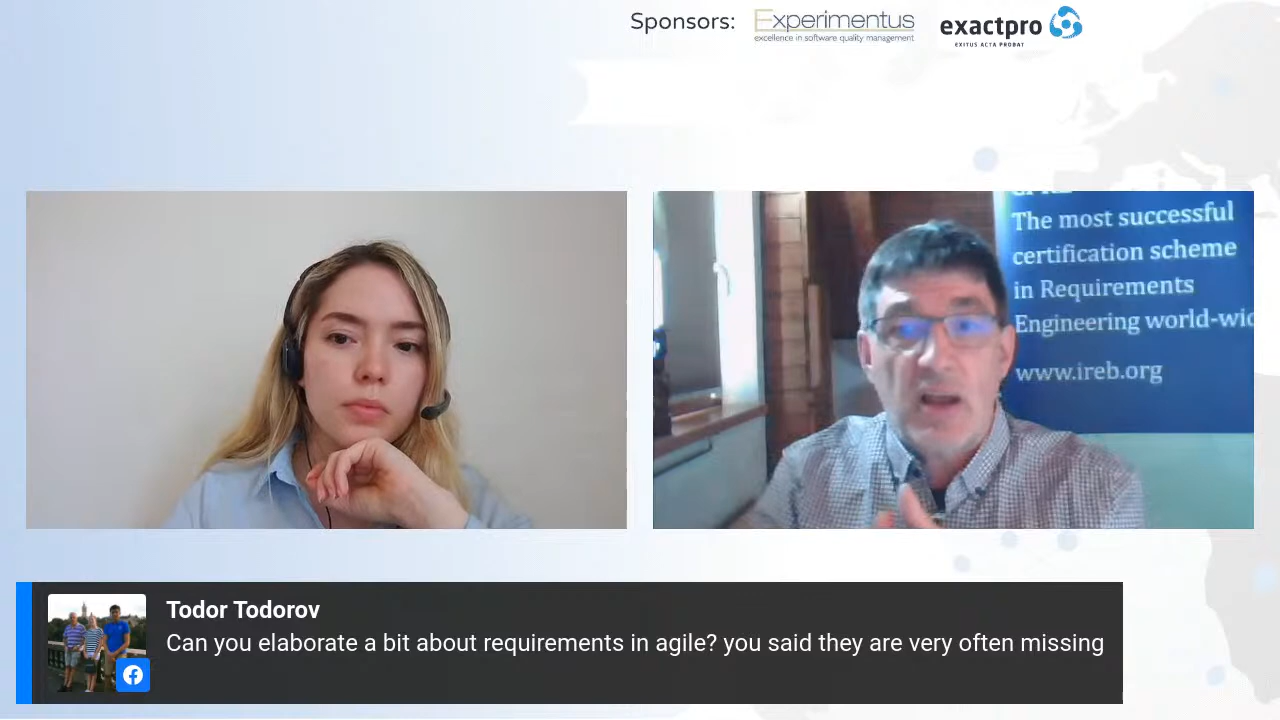 Sponsors:
Experimentus
excellence in software quality management
exactpro
EXITUS ACTA PROBAT
The most successful
certification scheme
in Requirements
Engineering world-wid
www.ireb.org
Todor Todorov
Can you elaborate a bit about requirements in agile? you said they are very often missing